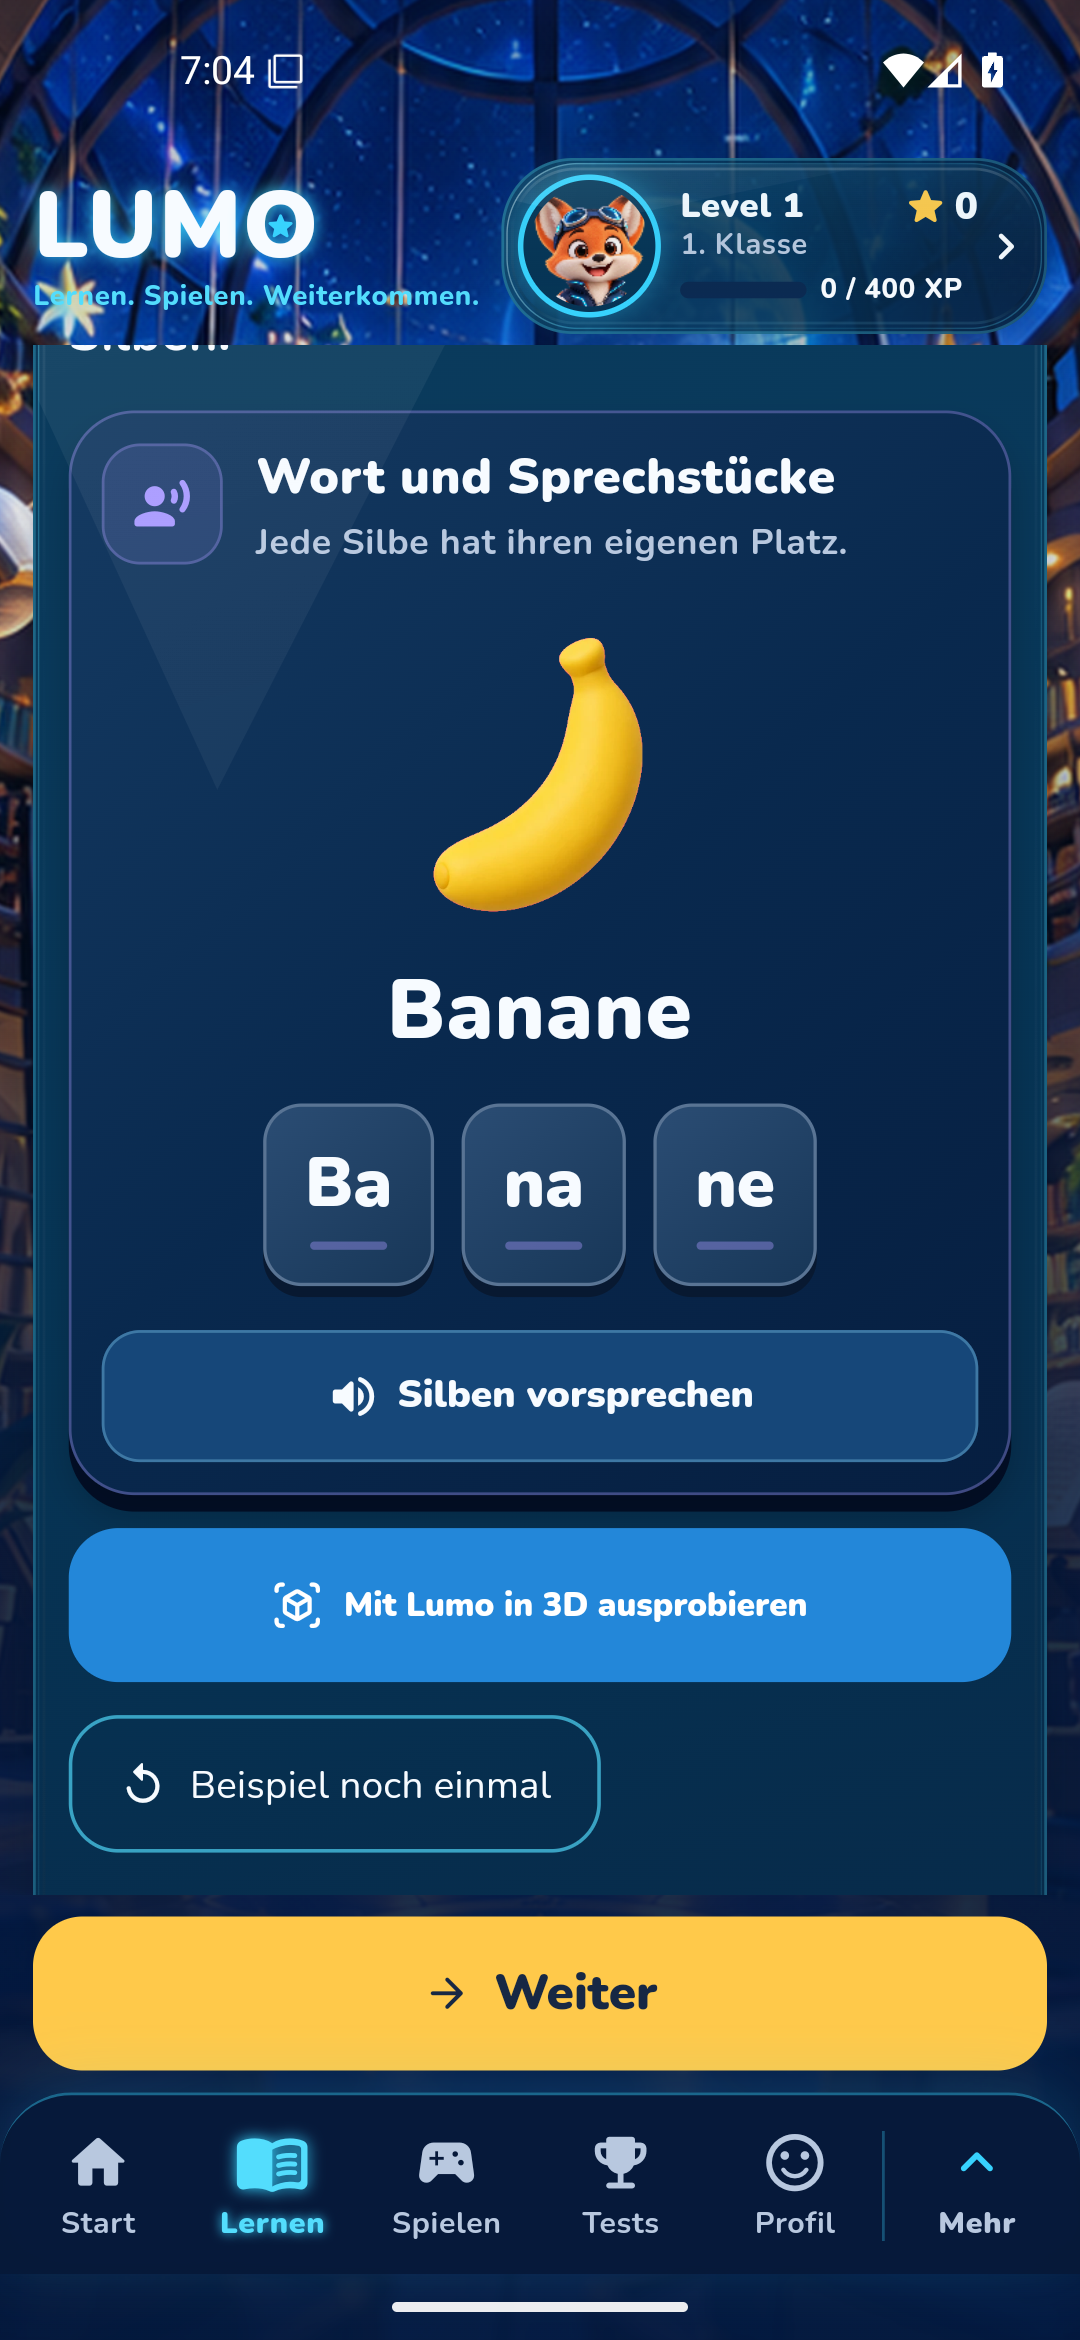 7:04
LUMO
Lernen. Spielen. Weiterkommen.
Level 1
0
1. Klasse
0 / 400 XP
Wort und Sprechstücke
Jede Silbe hat ihren eigenen Platz.
Banane
Ba na ne
Silben vorsprechen
Mit Lumo in 3D ausprobieren
Beispiel noch einmal
Weiter
Start Lernen Spielen Tests Profil Mehr